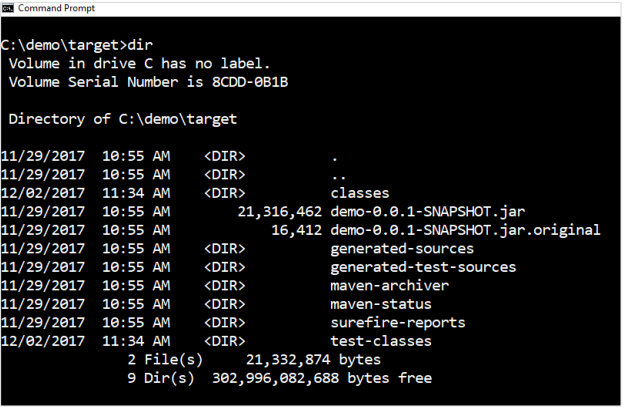 Command Prompt
C:\demo\target>dir
Volume in drive C has no label.
Volume Serial Number is 8CDD-0B1B
Directory of C:\demo\target
11/29/2017 10:55 AM <DIR> .
11/29/2017 10:55 AM <DIR> ..
12/02/2017 11:34 AM <DIR> classes
11/29/2017 10:55 AM 21,316,462 demo-0.0.1-SNAPSHOT.jar
11/29/2017 10:55 AM 16,412 demo-0.0.1-SNAPSHOT.jar.original
11/29/2017 10:55 AM <DIR> generated-sources
11/29/2017 10:55 AM <DIR> generated-test-sources
11/29/2017 10:55 AM <DIR> maven-archiver
11/29/2017 10:55 AM <DIR> maven-status
11/29/2017 10:55 AM <DIR> surefire-reports
12/02/2017 11:34 AM <DIR> test-classes
2 File(s) 21,332,874 bytes
9 Dir(s) 302,996,082,688 bytes free